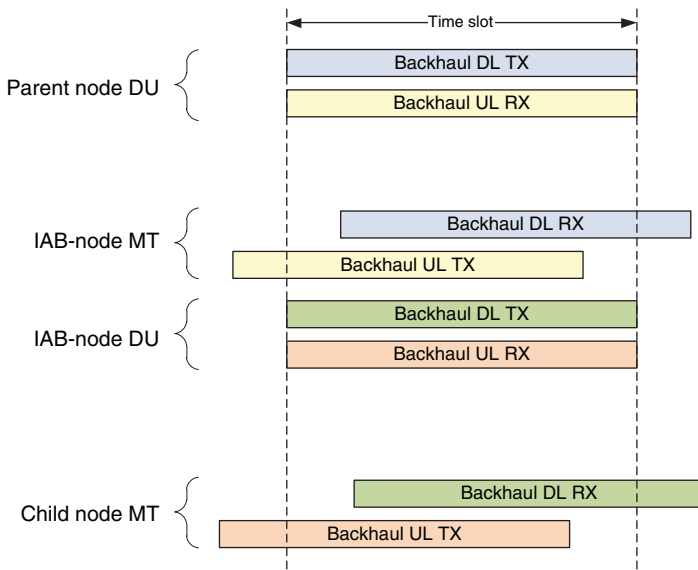 Time slot
Parent node DU
Backhaul DL TX
Backhaul UL RX
IAB-node MT
Backhaul DL RX
Backhaul UL TX
IAB-node DU
Backhaul DL TX
Backhaul UL RX
Child node MT
Backhaul DL RX
Backhaul UL TX